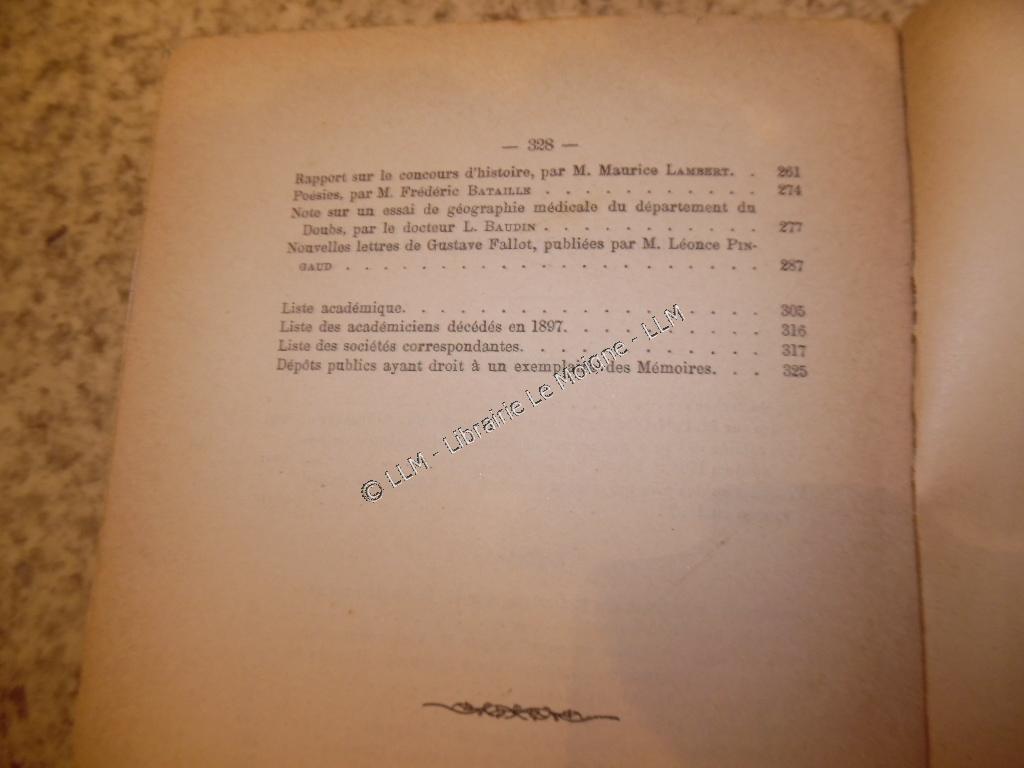 — 328 —
Rapport sur le concours d'histoire, par M. Maurice LAMBERT. . 261
Poésies, par M. Frédéric BATAILLE . . . . . . . . . . . 274
Note sur un essai de géographie médicale du département du
Doubs, par le docteur L. BAUDIN . . . . . . . . . . . 277
Nouvelles lettres de Gustave Fallot, publiées par M. Léonce PIN-
GAUD . . . . . . . . . . . . . . . . . . . . . 287
Liste académique. . . . . . . . . . . . . . . . . . 305
Liste des académiciens décédés en 1897. . . . . . . . . . 316
Liste des sociétés correspondantes. . . . . . . . . . . . 317
Dépôts publics ayant droit à un exemplaire des Mémoires. . . 325
© LLM - Librairie Le Moigne - LLM